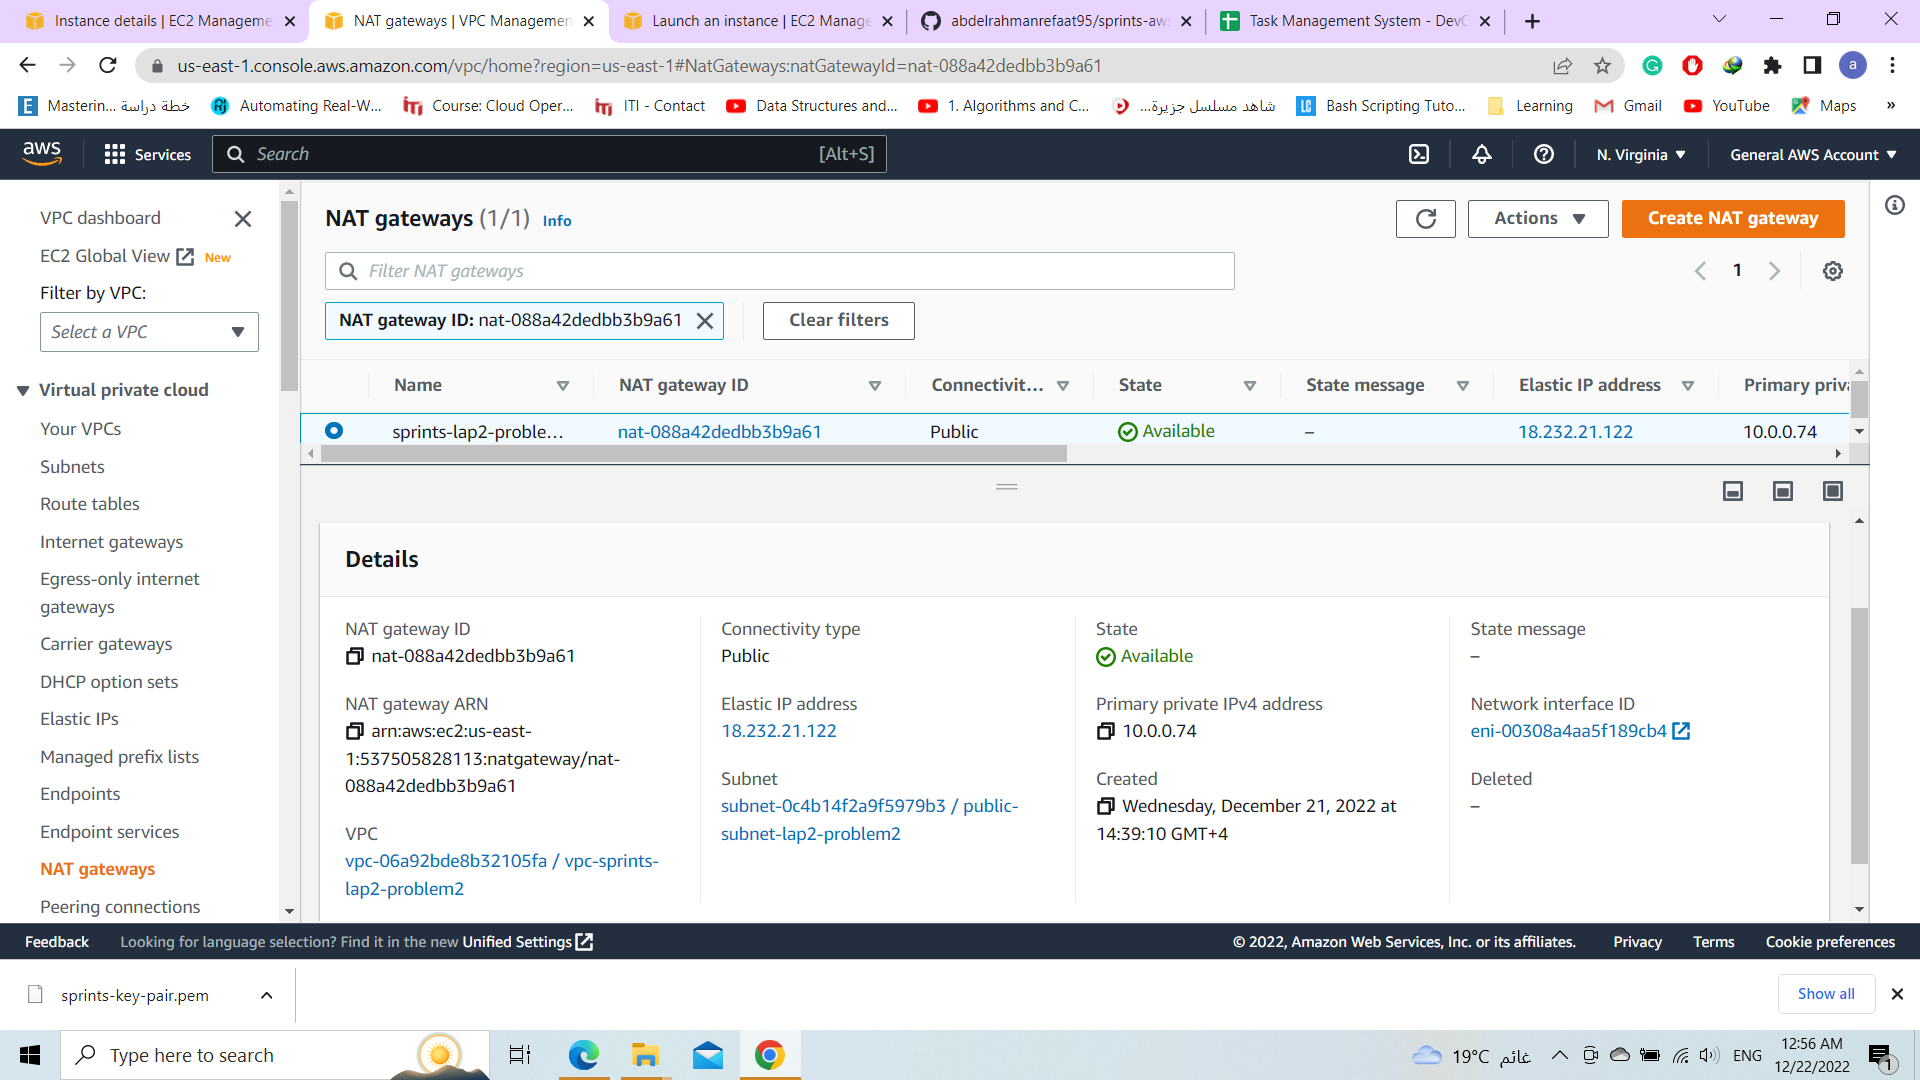 Instance details | EC2 Manageme
NAT gateways | VPC Managemen
Launch an instance | EC2 Manage
abdelrahmanrefaat95/sprints-aws
Task Management System - DevO
us-east-1.console.aws.amazon.com/vpc/home?region=us-east-1#NatGateways:natGatewayId=nat-088a42dedbb3b9a61
a
Masterin... خطة دراسة
Automating Real-W...
Course: Cloud Oper...
ITI - Contact
Data Structures and...
1. Algorithms and C...
شاهد مسلسل جزيرة...
Bash Scripting Tuto...
Learning
Gmail
YouTube
Maps
»
aws
Services
Search
[Alt+S]
N. Virginia
General AWS Account
VPC dashboard
EC2 Global View New
Filter by VPC:
Select a VPC
Virtual private cloud
Your VPCs
Subnets
Route tables
Internet gateways
Egress-only internet
gateways
Carrier gateways
DHCP option sets
Elastic IPs
Managed prefix lists
Endpoints
Endpoint services
NAT gateways
Peering connections
NAT gateways (1/1) Info
Actions
Create NAT gateway
Filter NAT gateways
1
NAT gateway ID: nat-088a42dedbb3b9a61
Clear filters
Name
NAT gateway ID
Connectivit...
State
State message
Elastic IP address
Primary priva
sprints-lap2-proble...
nat-088a42dedbb3b9a61
Public
Available
–
18.232.21.122
10.0.0.74
Details
NAT gateway ID
nat-088a42dedbb3b9a61
NAT gateway ARN
arn:aws:ec2:us-east-
1:537505828113:natgateway/nat-
088a42dedbb3b9a61
VPC
vpc-06a92bde8b32105fa / vpc-sprints-
lap2-problem2
Connectivity type
Public
Elastic IP address
18.232.21.122
Subnet
subnet-0c4b14f2a9f5979b3 / public-
subnet-lap2-problem2
State
Available
Primary private IPv4 address
10.0.0.74
Created
Wednesday, December 21, 2022 at
14:39:10 GMT+4
State message
–
Network interface ID
eni-00308a4aa5f189cb4
Deleted
–
Feedback
Looking for language selection? Find it in the new Unified Settings
© 2022, Amazon Web Services, Inc. or its affiliates.
Privacy
Terms
Cookie preferences
sprints-key-pair.pem
Show all
Type here to search
19°C غائم
ENG
12:56 AM
12/22/2022
1